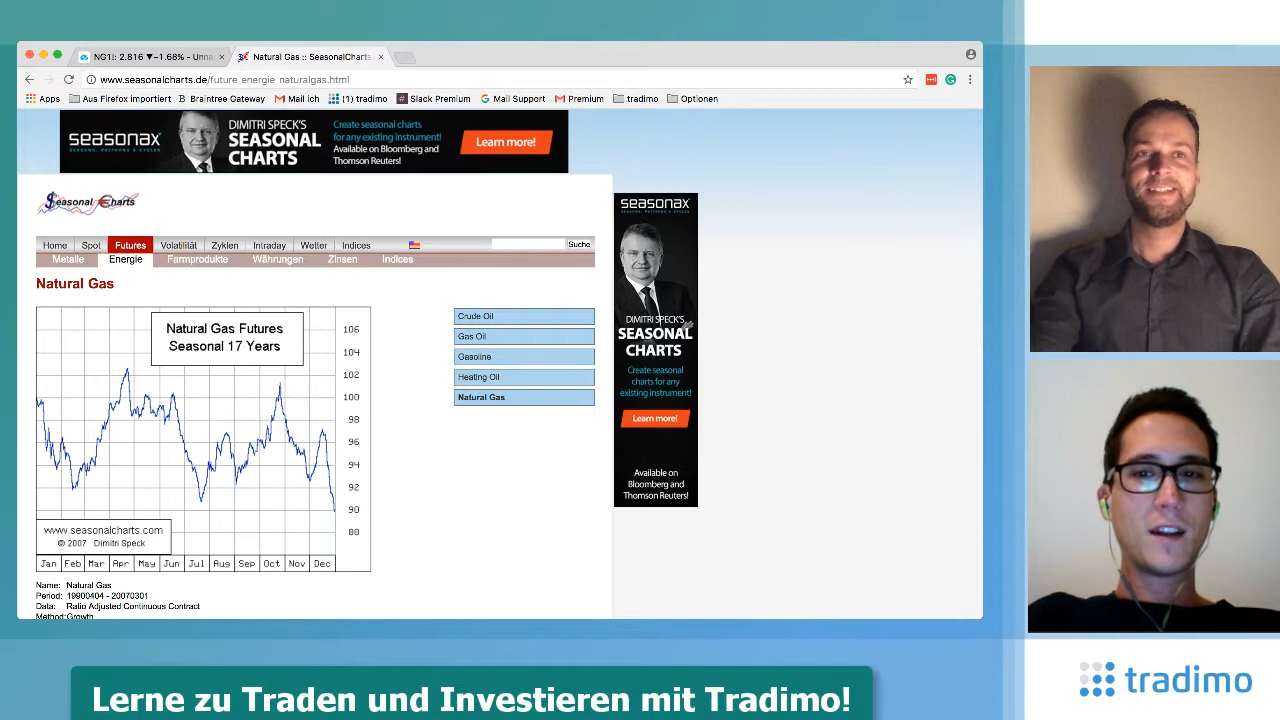 NG1!: 2.816 ▼−1.68% - Unna
Natural Gas :: SeasonalCharts.
www.seasonalcharts.de/future_energie_naturalgas.html
Apps
Aus Firefox importiert
B Braintree Gateway
Mail ich
(1) tradimo
Slack Premium
Mail Support
Premium
tradimo
Optionen
seasonax
SEASONS, PATTERNS & CYCLES
DIMITRI SPECK'S
SEASONAL
CHARTS
Create seasonal charts
for any existing instrument!
Available on Bloomberg and
Thomson Reuters!
Learn more!
Seasonal Charts
Home Spot Futures Volatilität Zyklen Intraday Wetter Indices Suche
Metalle Energie Farmprodukte Währungen Zinsen Indices
Natural Gas
Natural Gas Futures
Seasonal 17 Years
106
104
102
100
98
96
94
92
90
88
www.seasonalcharts.com
© 2007 Dimitri Speck
Jan Feb Mar Apr May Jun Jul Aug Sep Oct Nov Dec
Name: Natural Gas
Period: 19900404 - 20070301
Data: Ratio Adjusted Continuous Contract
Method:Growth
Crude Oil
Gas Oil
Gasoline
Heating Oil
Natural Gas
seasonax
SEASONS, PATTERNS & CYCLES
DIMITRI SPECK'S
SEASONAL
CHARTS
Create seasonal
charts for any
existing instrument!
Learn more!
Available on
Bloomberg and
Thomson Reuters!
tradimo
Lerne zu Traden und Investieren mit Tradimo!